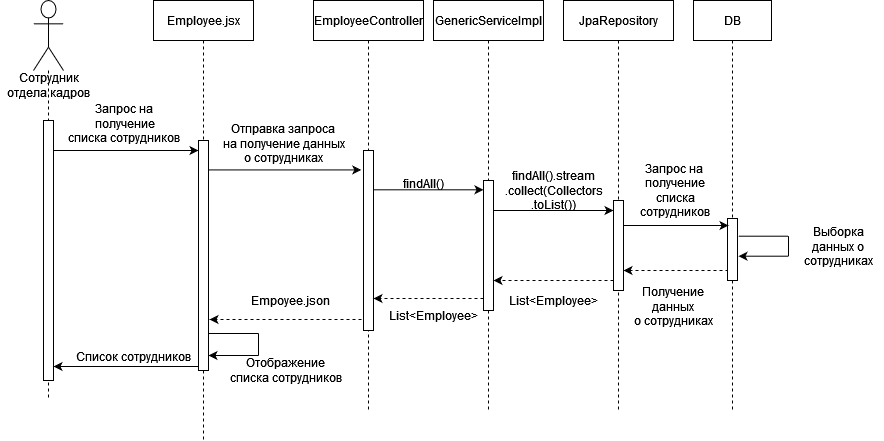 Employee.jsx
EmployeeController
GenericServiceImpl
JpaRepository
DB
Сотрудник
отдела кадров
Запрос на
получение
списка сотрудников
Отправка запроса
на получение данных
о сотрудниках
findAll()
findAll().stream
.collect(Collectors
.toList())
Запрос на
получение
списка
сотрудников
Выборка
данных о
сотрудниках
Получение
данных
о сотрудниках
List<Employee>
List<Employee>
Empoyee.json
Отображение
списка сотрудников
Список сотрудников